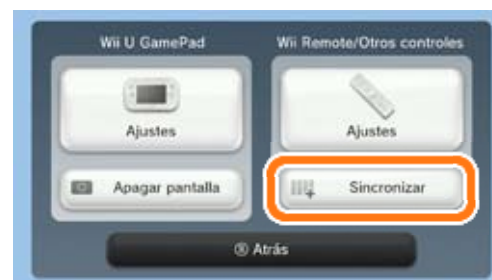 Wii U GamePad
Wii Remote/Otros controles
Ajustes
Ajustes
Apagar pantalla
Sincronizar
Ⓑ Atrás